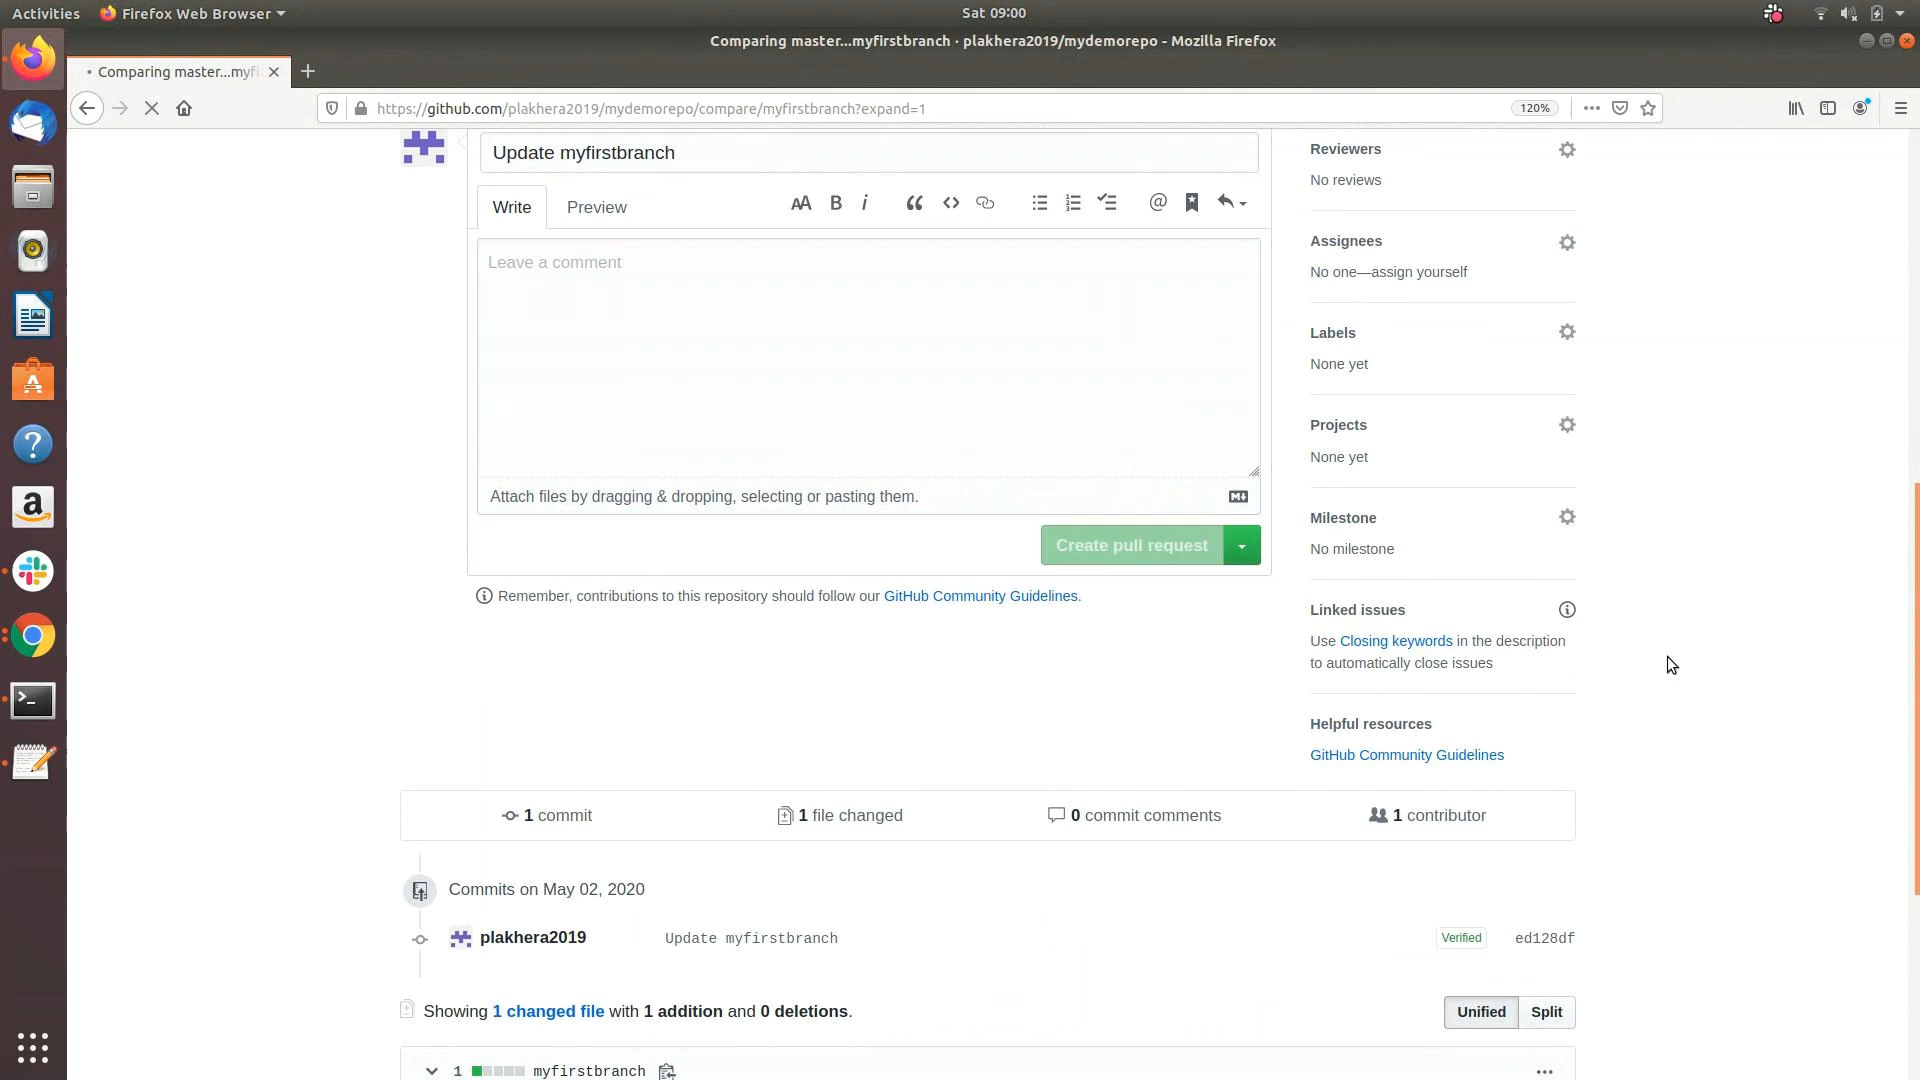 Activities Firefox Web Browser Sat 09:00
Comparing master...myfirstbranch · plakhera2019/mydemorepo - Mozilla Firefox
Comparing master...myfi
https://github.com/plakhera2019/mydemorepo/compare/myfirstbranch?expand=1 120%
Update myfirstbranch
Write Preview
Leave a comment
Attach files by dragging & dropping, selecting or pasting them.
Create pull request
Remember, contributions to this repository should follow our GitHub Community Guidelines.
Reviewers
No reviews
Assignees
No one—assign yourself
Labels
None yet
Projects
None yet
Milestone
No milestone
Linked issues
Use Closing keywords in the description
to automatically close issues
Helpful resources
GitHub Community Guidelines
1 commit 1 file changed 0 commit comments 1 contributor
Commits on May 02, 2020
plakhera2019 Update myfirstbranch Verified ed128df
Showing 1 changed file with 1 addition and 0 deletions. Unified Split
1 myfirstbranch